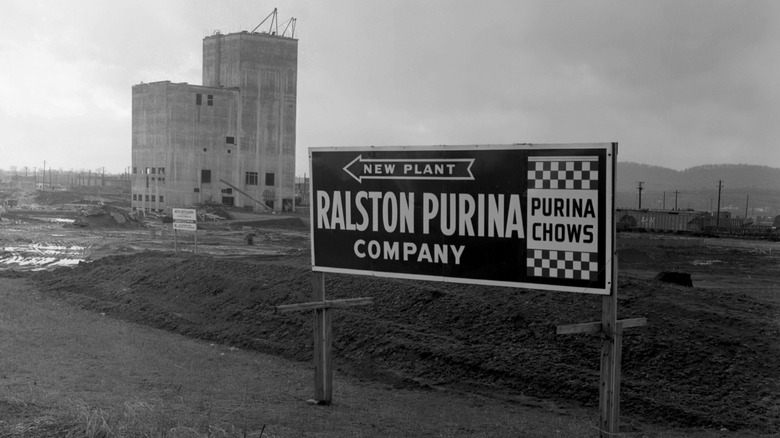 NEW PLANT
RALSTON PURINA
COMPANY
PURINA
CHOWS